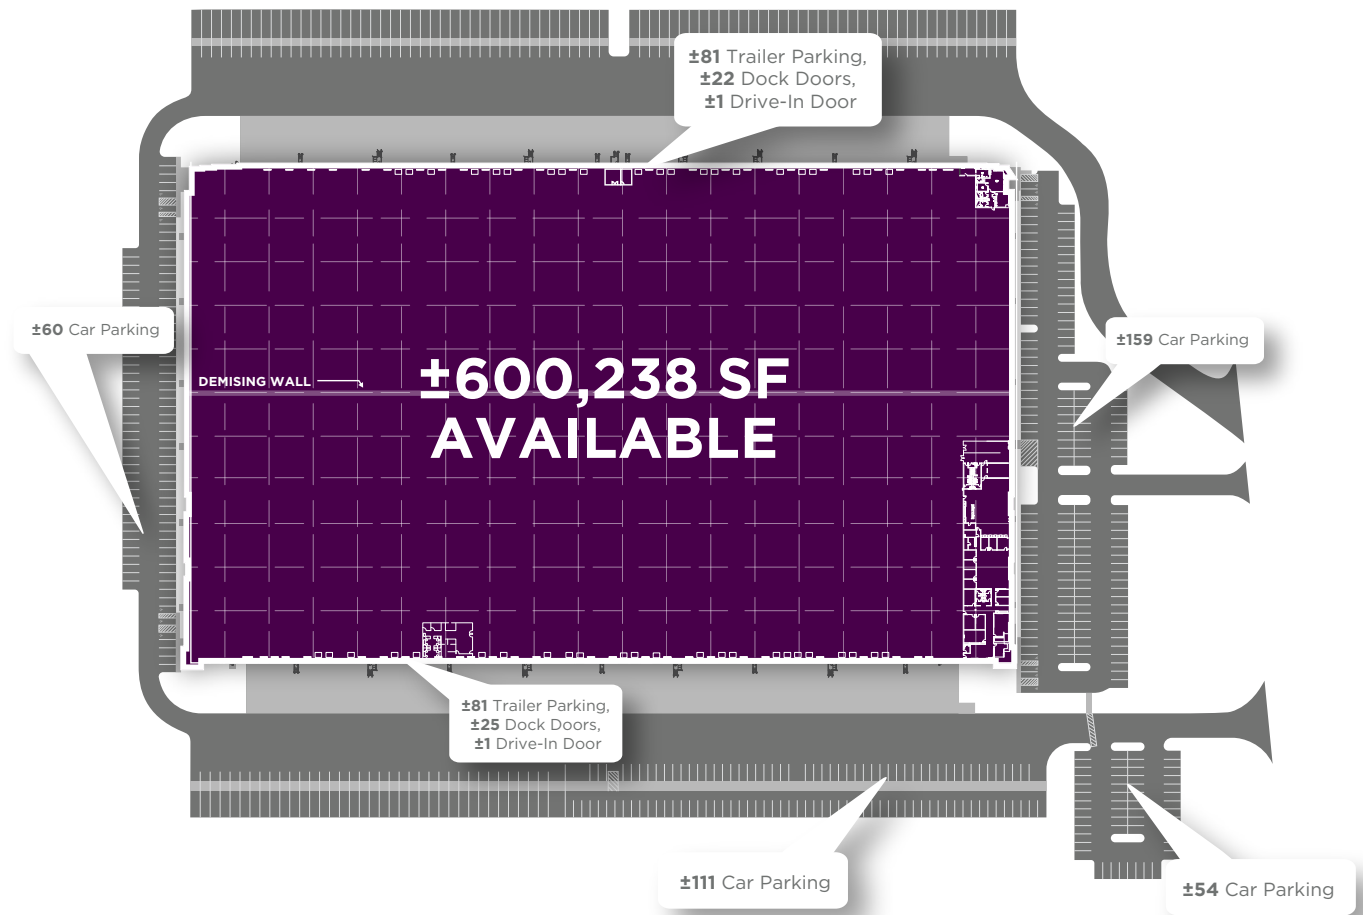 ±81 Trailer Parking,
±22 Dock Doors,
±1 Drive-In Door
±60 Car Parking
±159 Car Parking
DEMISING WALL
±600,238 SF
AVAILABLE
±81 Trailer Parking,
±25 Dock Doors,
±1 Drive-In Door
±111 Car Parking
±54 Car Parking